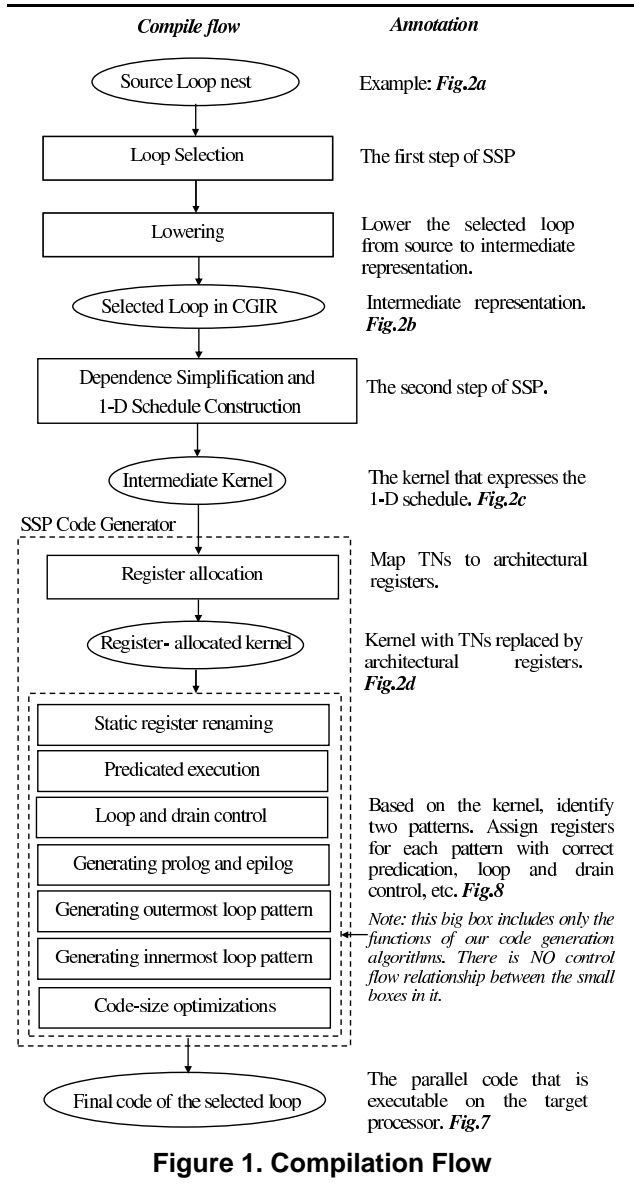 Compile flow
Annotation
Source Loop nest
Example: Fig.2a
Loop Selection
The first step of SSP
Lowering
Lower the selected loop
from source to intermediate
representation.
Selected Loop in CGIR
Intermediate representation.
Fig.2b
Dependence Simplification and
1-D Schedule Construction
The second step of SSP.
Intermediate Kernel
The kernel that expresses the
1-D schedule. Fig.2c
SSP Code Generator
Register allocation
Map TNs to architectural
registers.
Register- allocated kernel
Kernel with TNs replaced by
architectural registers.
Fig.2d
Static register renaming
Predicated execution
Loop and drain control
Generating prolog and epilog
Generating outermost loop pattern
Generating innermost loop pattern
Code-size optimizations
Based on the kernel, identify
two patterns. Assign registers
for each pattern with correct
predication, loop and drain
control, etc. Fig.8
Note: this big box includes only the
functions of our code generation
algorithms. There is NO control
flow relationship between the small
boxes in it.
Final code of the selected loop
The parallel code that is
executable on the target
processor. Fig.7
Figure 1. Compilation Flow